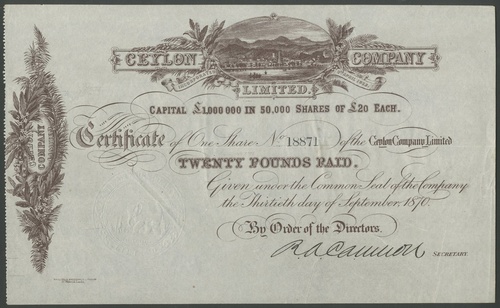 CEYLON COMPANY
LIMITED.
CAPITAL £1,000 000 IN 50,000 SHARES OF £20 EACH.
Certificate of One Share No. 18871 of the Ceylon Company, Limited
TWENTY POUNDS PAID.
Given under the Common Seal of the Company
the Thirtieth day of September, 1870.
By Order of the Directors.
SECRETARY.
COMPANY